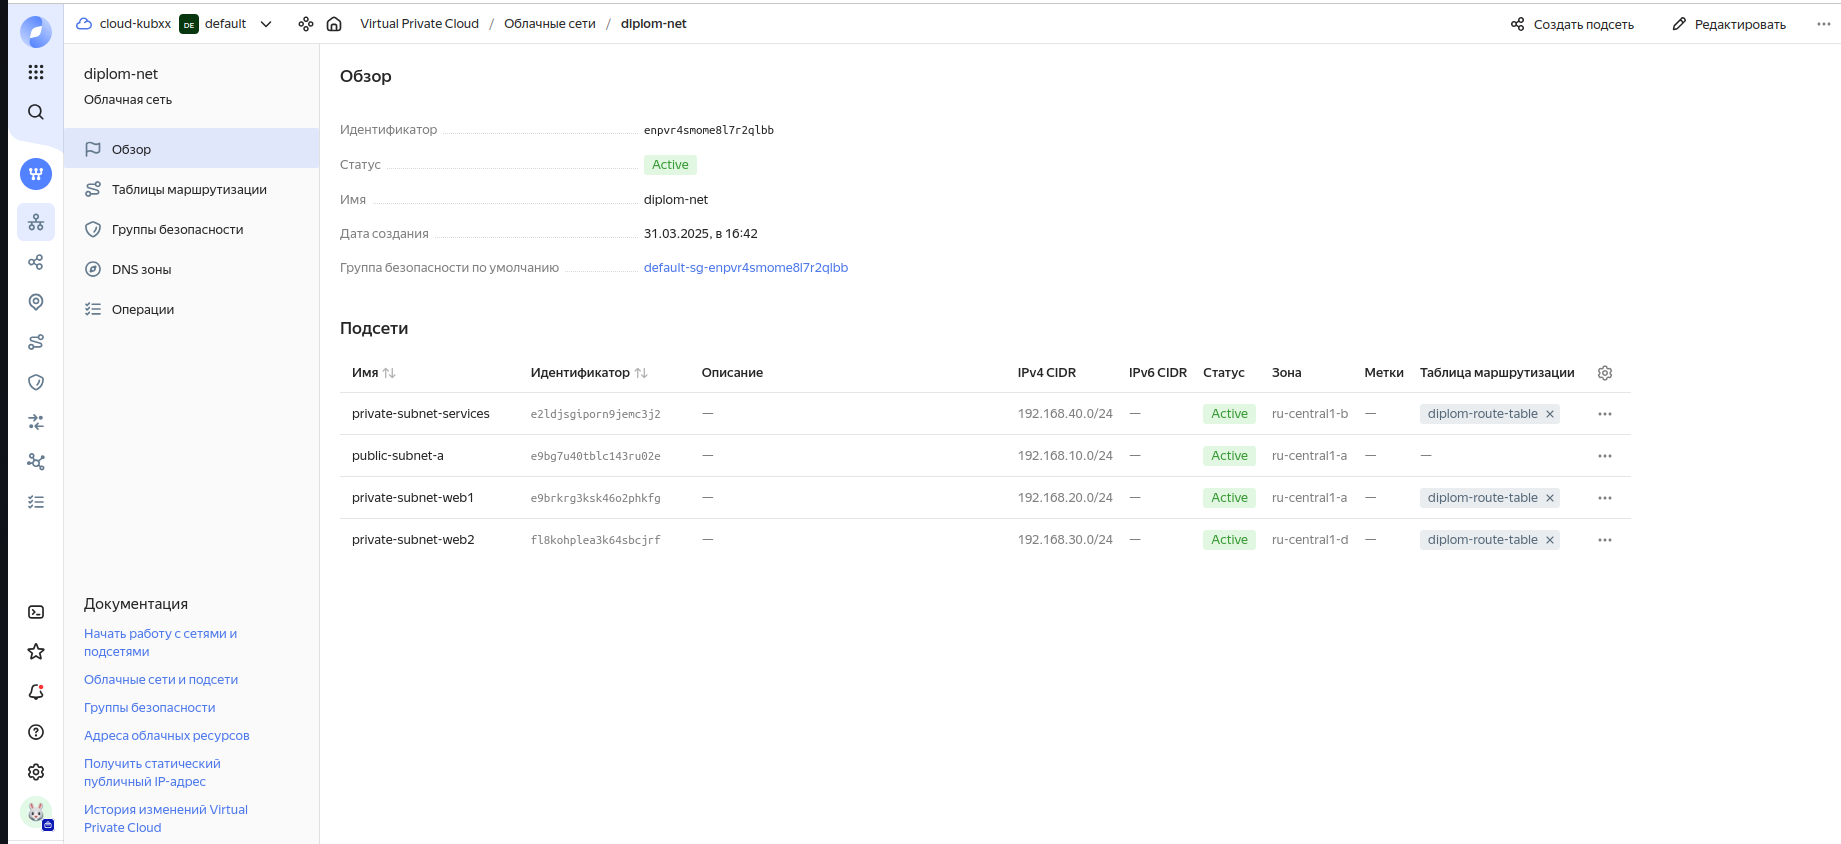 cloud-kubxx DE default Virtual Private Cloud / Облачные сети / diplom-net Создать подсеть Редактировать
diplom-net
Облачная сеть
Обзор
Таблицы маршрутизации
Группы безопасности
DNS зоны
Операции
Документация
Начать работу с сетями и
подсетями
Облачные сети и подсети
Группы безопасности
Адреса облачных ресурсов
Получить статический
публичный IP-адрес
История изменений Virtual
Private Cloud
Обзор
Идентификатор enpvr4smome8l7r2qlbb
Статус Active
Имя diplom-net
Дата создания 31.03.2025, в 16:42
Группа безопасности по умолчанию default-sg-enpvr4smome8l7r2qlbb
Подсети
Имя Идентификатор Описание IPv4 CIDR IPv6 CIDR Статус Зона Метки Таблица маршрутизации
private-subnet-services e2ldjsgiporn9jemc3j2 — 192.168.40.0/24 — Active ru-central1-b — diplom-route-table
public-subnet-a e9bg7u40tblc143ru02e — 192.168.10.0/24 — Active ru-central1-a — —
private-subnet-web1 e9brkrg3ksk46o2phkfg — 192.168.20.0/24 — Active ru-central1-a — diplom-route-table
private-subnet-web2 fl8kohplea3k64sbcjrf — 192.168.30.0/24 — Active ru-central1-d — diplom-route-table